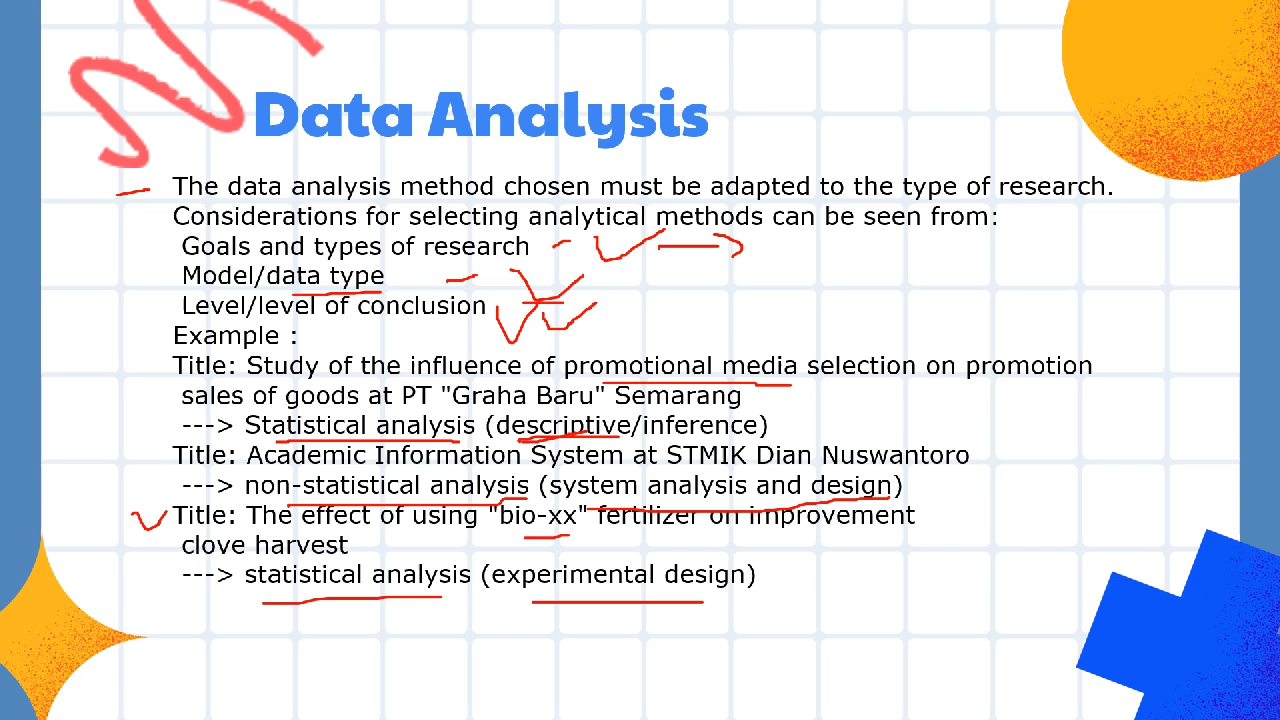 Data Analysis
The data analysis method chosen must be adapted to the type of research.
Considerations for selecting analytical methods can be seen from:
Goals and types of research
Model/data type
Level/level of conclusion
Example :
Title: Study of the influence of promotional media selection on promotion
sales of goods at PT "Graha Baru" Semarang
---> Statistical analysis (descriptive/inference)
Title: Academic Information System at STMIK Dian Nuswantoro
---> non-statistical analysis (system analysis and design)
Title: The effect of using "bio-xx" fertilizer on improvement
clove harvest
---> statistical analysis (experimental design)